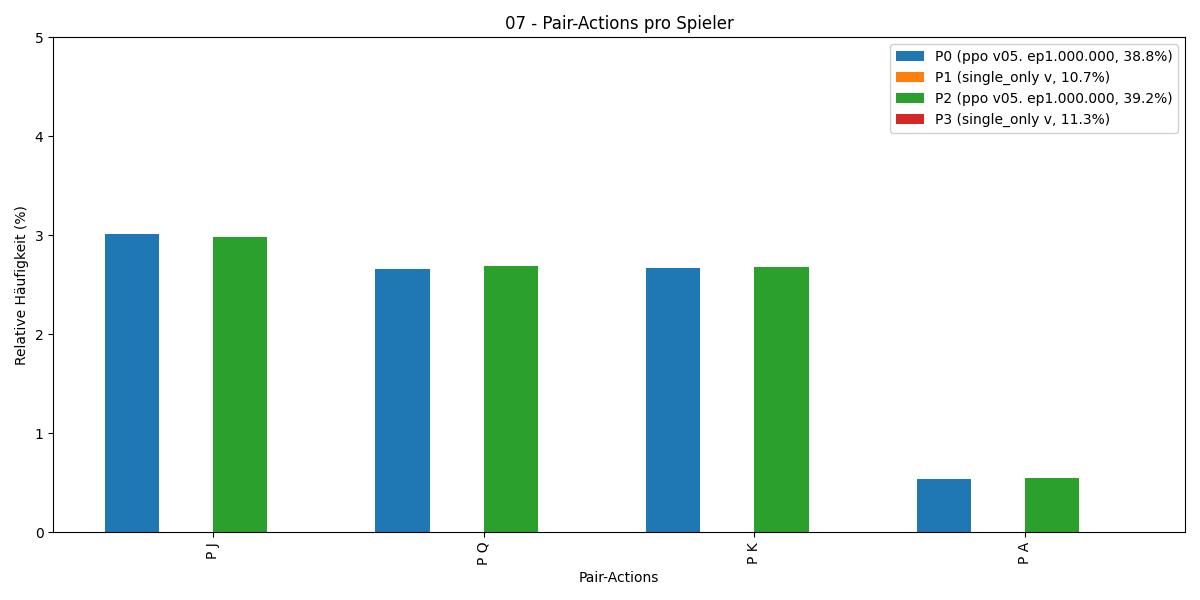 07 - Pair-Actions pro Spieler
P0 (ppo v05. ep1.000.000, 38.8%)
P1 (single_only v, 10.7%)
P2 (ppo v05. ep1.000.000, 39.2%)
P3 (single_only v, 11.3%)
Relative Häufigkeit (%)
5
4
3
2
1
0
P J
P Q
P K
P A
Pair-Actions